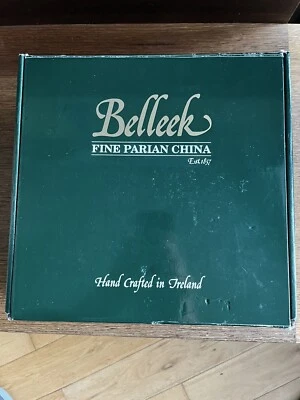 Belleek
FINE PARIAN CHINA
Est.1857
Hand Crafted in Ireland